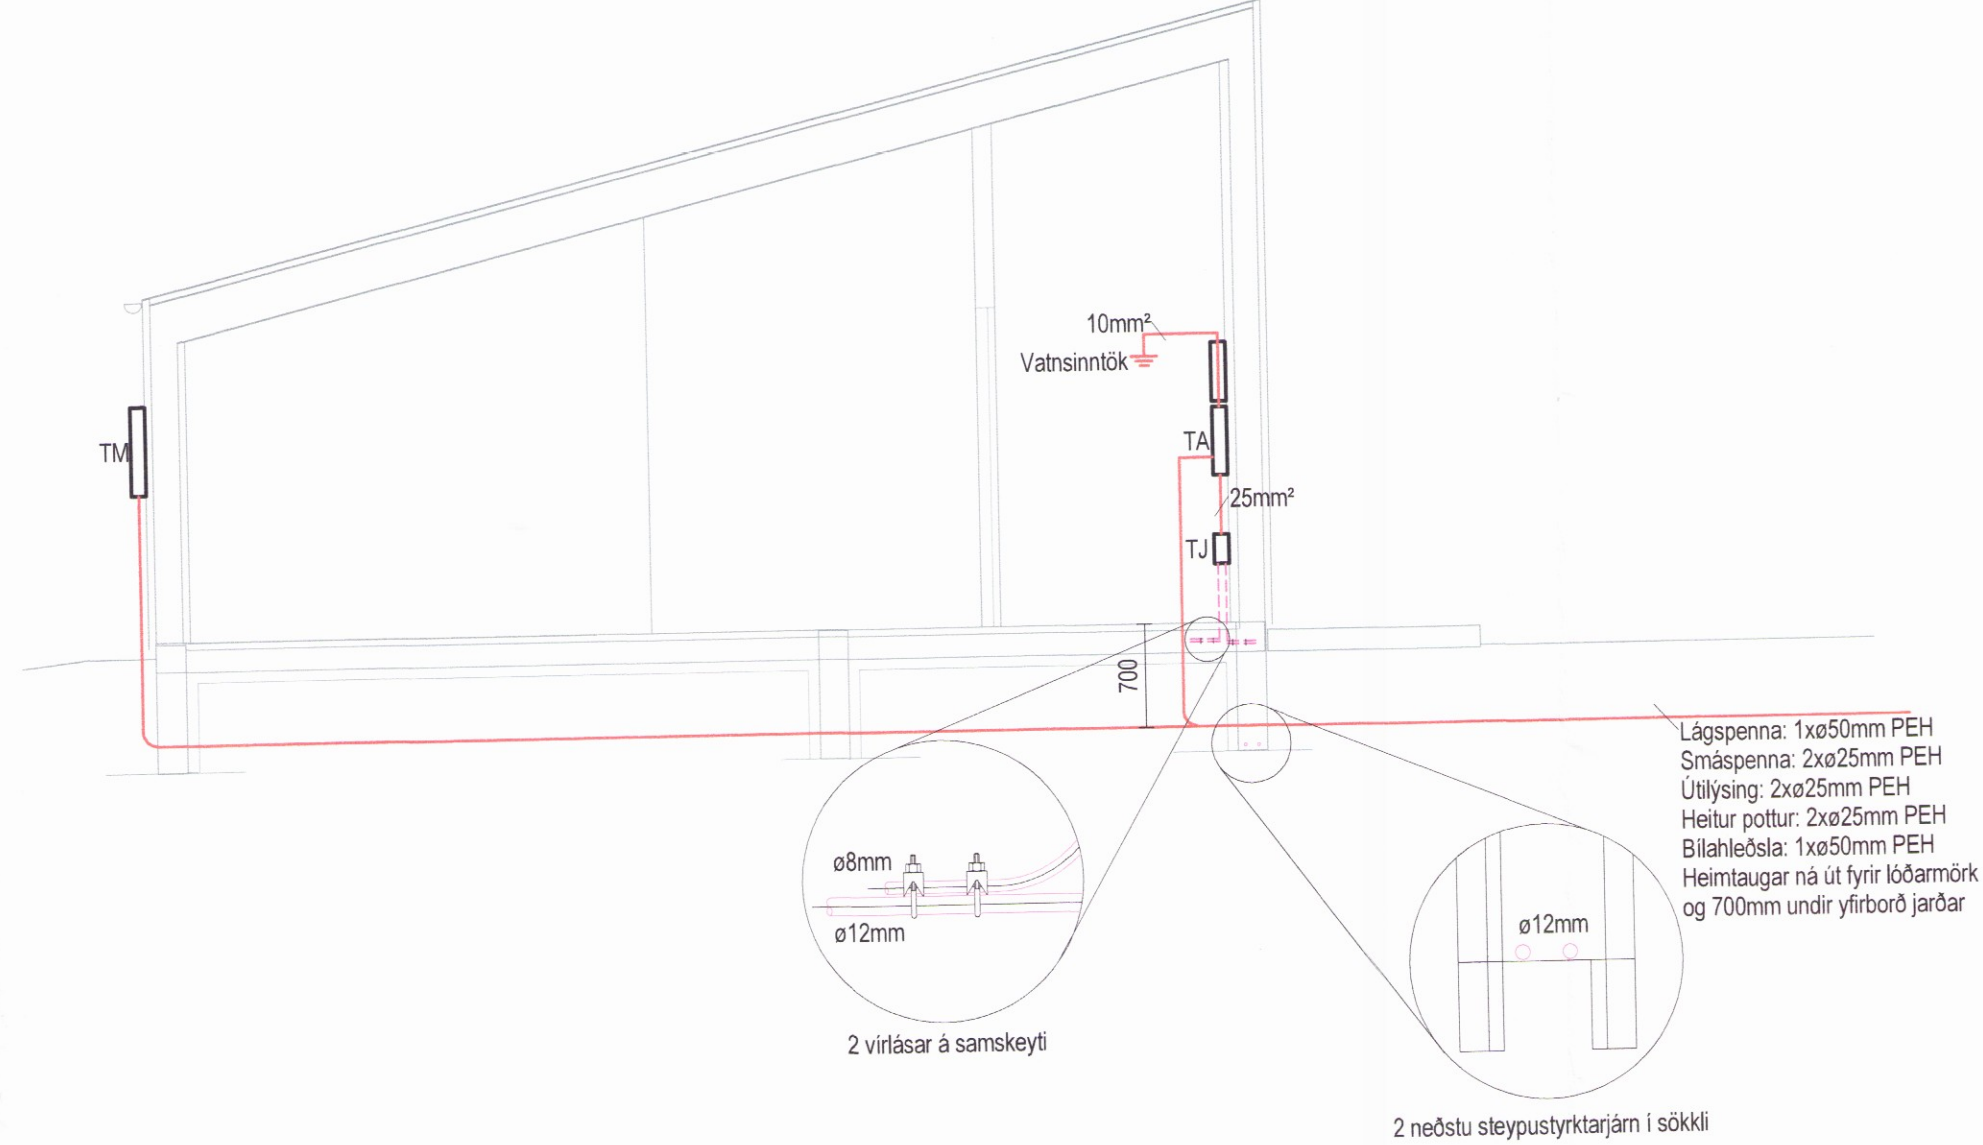 10mm²
Vatnsinntök
TM
TA
25mm²
TJ
700
Lágspenna: 1xø50mm PEH
Smáspenna: 2xø25mm PEH
Útilýsing: 2xø25mm PEH
Heitur pottur: 2xø25mm PEH
Bílahleðsla: 1xø50mm PEH
Heimtaugar ná út fyrir lóðarmörk
og 700mm undir yfirborð jarðar
ø8mm
ø12mm
ø12mm
2 vírlásar á samskeyti
2 neðstu steypustyrktarjárn í sökkli